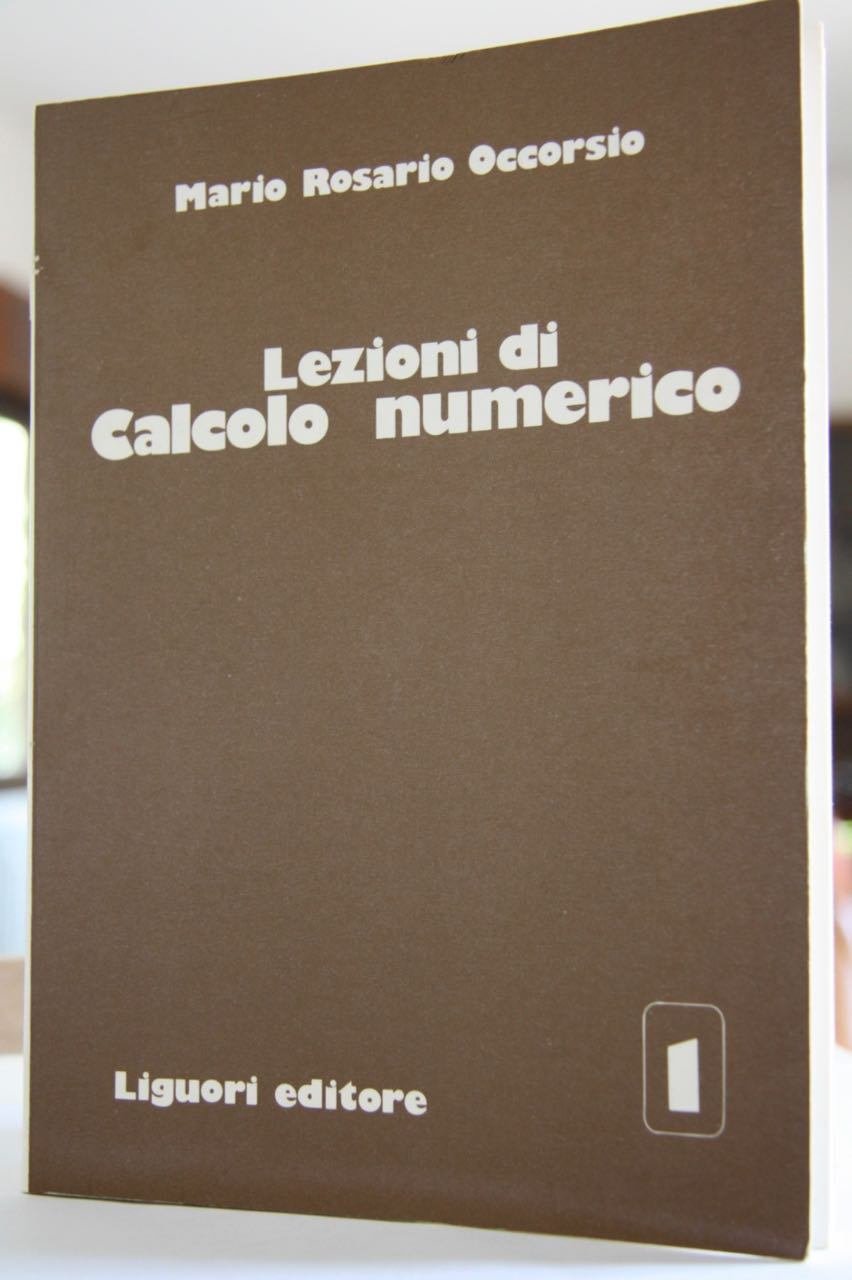 Mario Rosario Occorsio
Lezioni di
Calcolo numerico
Liguori editore
1